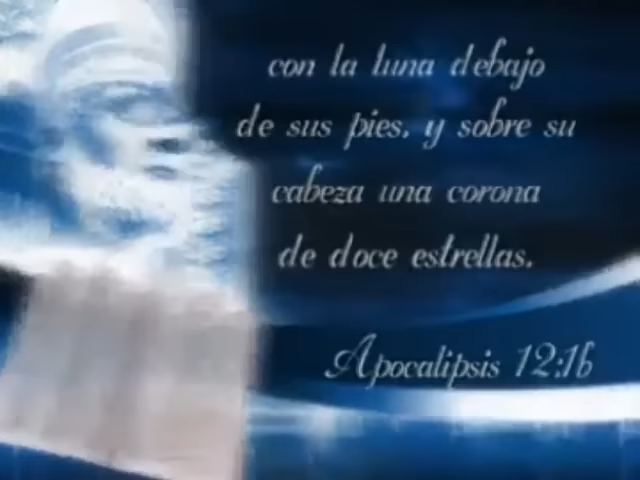 con la luna debajo
de sus pies, y sobre su
cabeza una corona
de doce estrellas.
Apocalipsis 12:1b